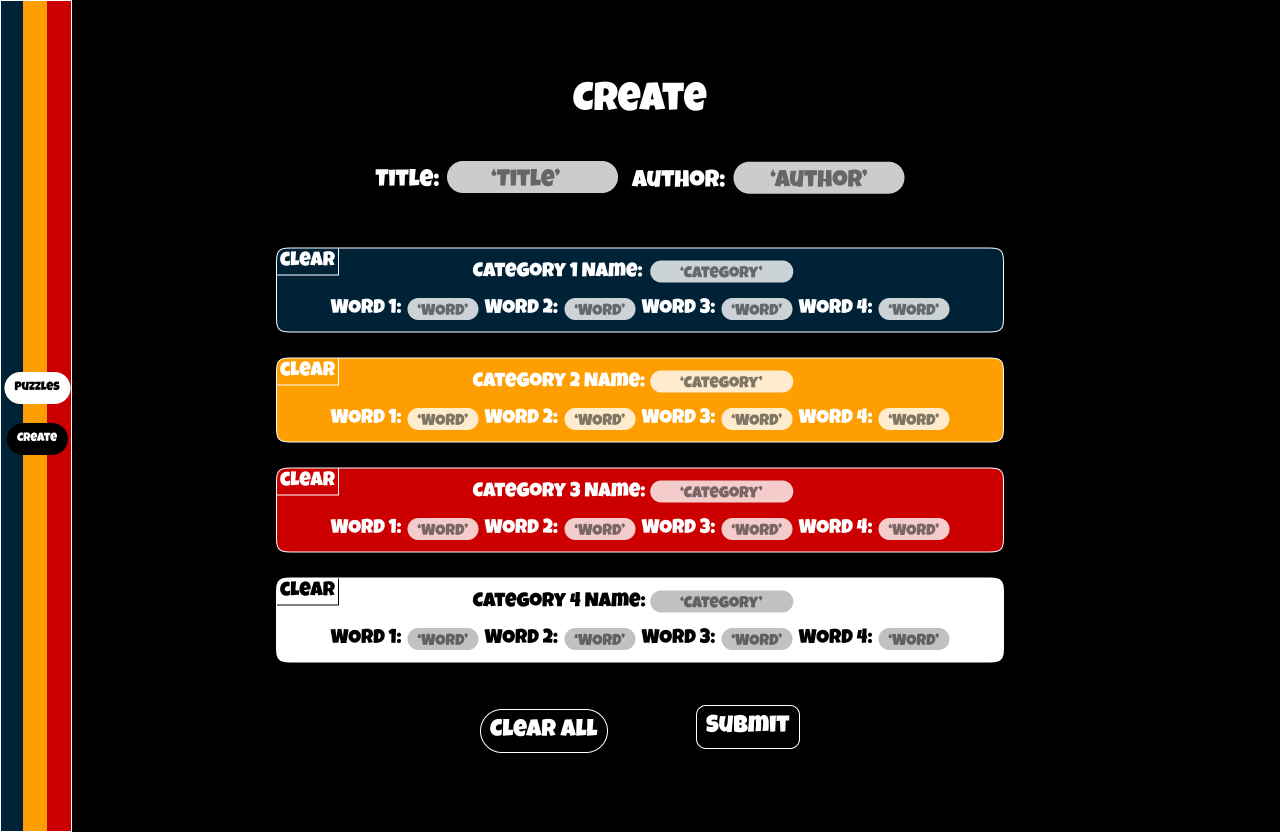 CREATE
TITLE: ‘TITLE’ AUTHOR: ‘AUTHOR’
CLEAR
CATEGORY 1 NAME: ‘CATEGORY’
WORD 1: ‘WORD’ WORD 2: ‘WORD’ WORD 3: ‘WORD’ WORD 4: ‘WORD’
CLEAR
CATEGORY 2 NAME: ‘CATEGORY’
WORD 1: ‘WORD’ WORD 2: ‘WORD’ WORD 3: ‘WORD’ WORD 4: ‘WORD’
PUZZLES
CREATE
CLEAR
CATEGORY 3 NAME: ‘CATEGORY’
WORD 1: ‘WORD’ WORD 2: ‘WORD’ WORD 3: ‘WORD’ WORD 4: ‘WORD’
CLEAR
CATEGORY 4 NAME: ‘CATEGORY’
WORD 1: ‘WORD’ WORD 2: ‘WORD’ WORD 3: ‘WORD’ WORD 4: ‘WORD’
CLEAR ALL SUBMIT